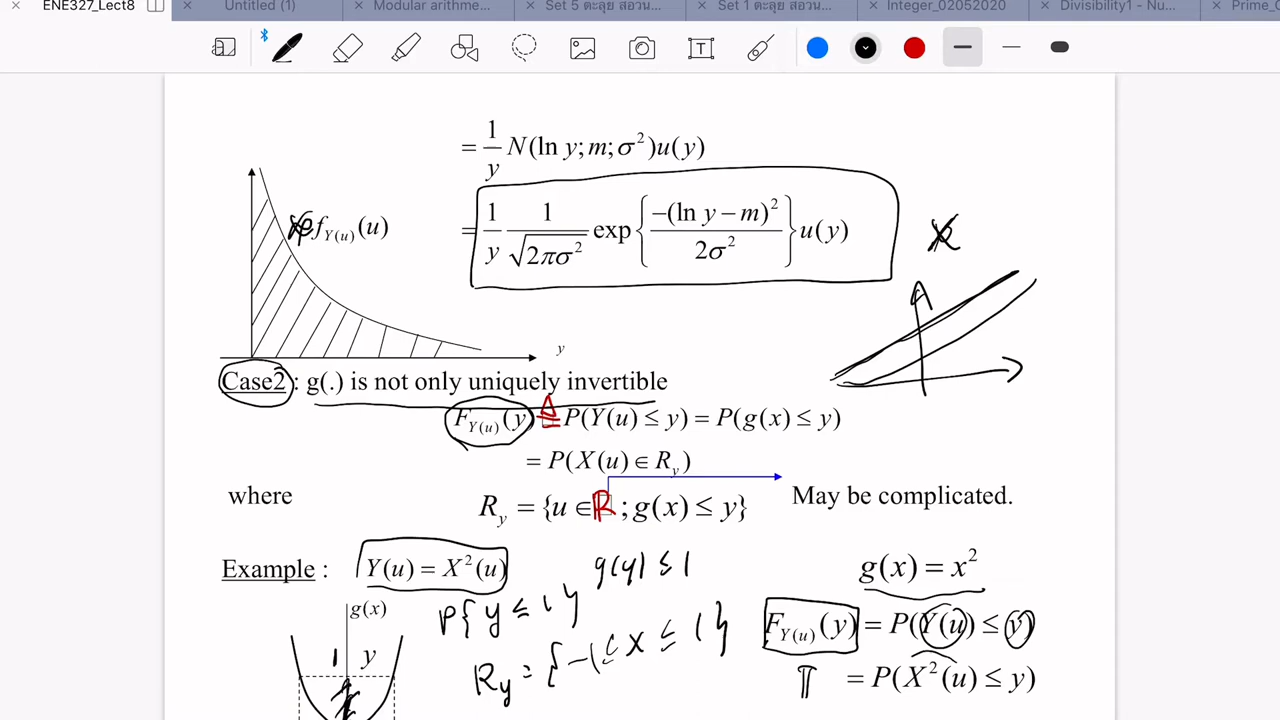 ENE327_Lect8
Untitled (1)
Modular arithme...
Set 5 ตะลุย สอวน...
Set 1 ตะลุย สอวน...
Integer_02052020
Divisibility1 - Nu...
Prime_
= 1/y N(ln y; m; σ²)u(y)
f_Y(u)(u)
= 1/y 1/√(2πσ²) exp{ −(ln y − m)² / 2σ² } u(y)
y
Case2 : g(.) is not only uniquely invertible
F_Y(u)(y) ≜ P(Y(u) ≤ y) = P(g(x) ≤ y)
= P(X(u) ∈ R_y)
where R_y = {u ∈ ℝ ; g(x) ≤ y} May be complicated.
Example : Y(u) = X²(u) g(y) ≤ 1 g(x) = x²
g(x)
P{ y ≤ 1 }
F_Y(u)(y) = P(Y(u) ≤ y)
1 y
R_y = { −1 ≤ x ≤ 1 }
= P(X²(u) ≤ y)